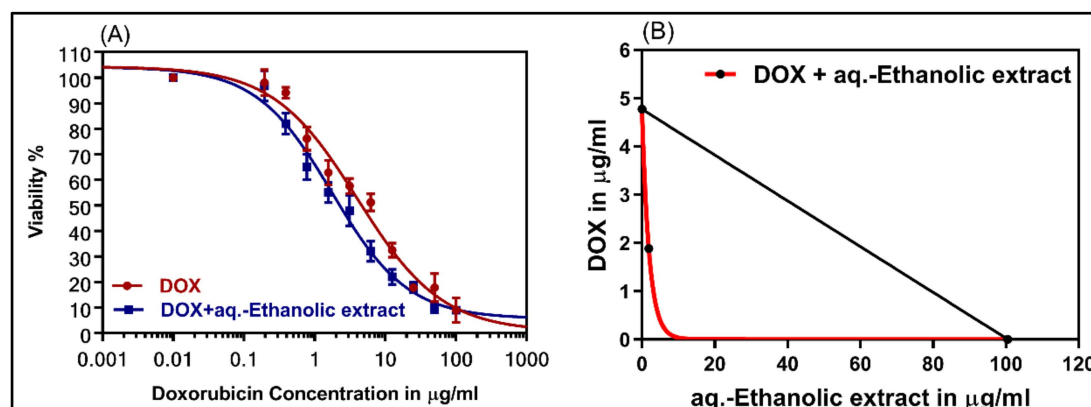 (A)
110
100
90
80
70
60
50
40
30
20
10
0
Viability %
DOX
DOX+aq.-Ethanolic extract
0.001 0.01 0.1 1 10 100 1000
Doxorubicin Concentration in µg/ml
(B)
DOX + aq.-Ethanolic extract
6
5
4
3
2
1
0
DOX in µg/ml
0 20 40 60 80 100 120
aq.-Ethanolic extract in µg/ml